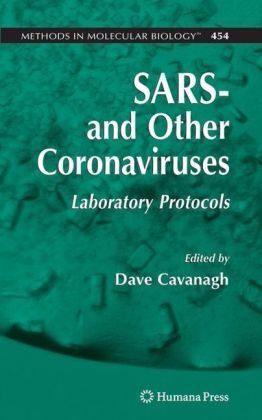 METHODS IN MOLECULAR BIOLOGY™ 454
SARS-
and Other
Coronaviruses
Laboratory Protocols
Edited by
Dave Cavanagh
Humana Press